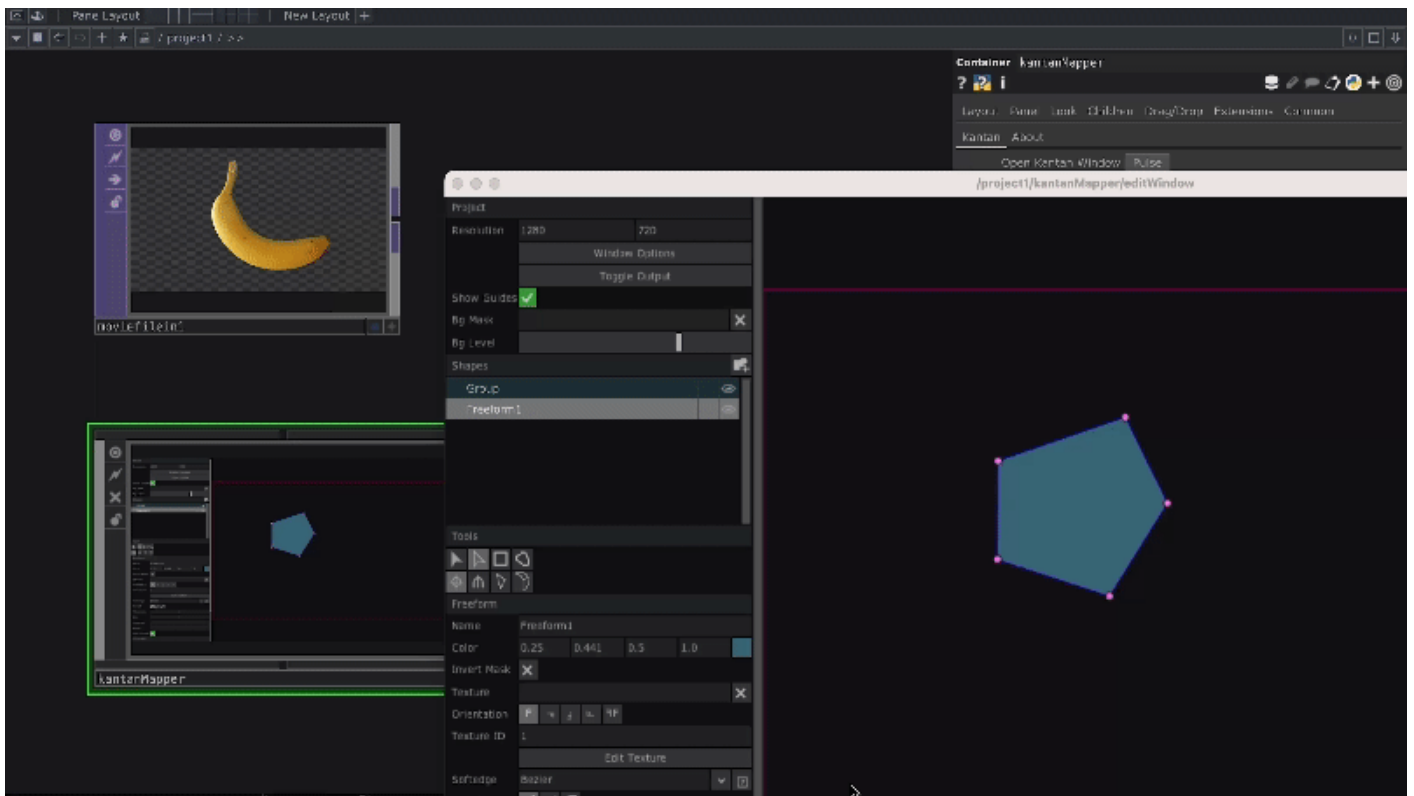 Pane Layout New Layout +
/ project1 / >>
Container kantanMapper
? ? i
Layout Panel Look Children Drag/Drop Extensions Common
Kantan About
Open Kantan Window Pulse
/project1/kantanMapper/editWindow
Project
Resolution 1280 720
Window Options
Toggle Output
Show Guides
Bg Mask
Bg Level
Shapes
Group
Freeform1
moviefilein1
Tools
Freeform
Name Freeform1
Color 0.25 0.441 0.5 1.0
Invert Mask
Texture
Orientation
Texture ID 1
Edit Texture
Softedge Bezier
kantanMapper